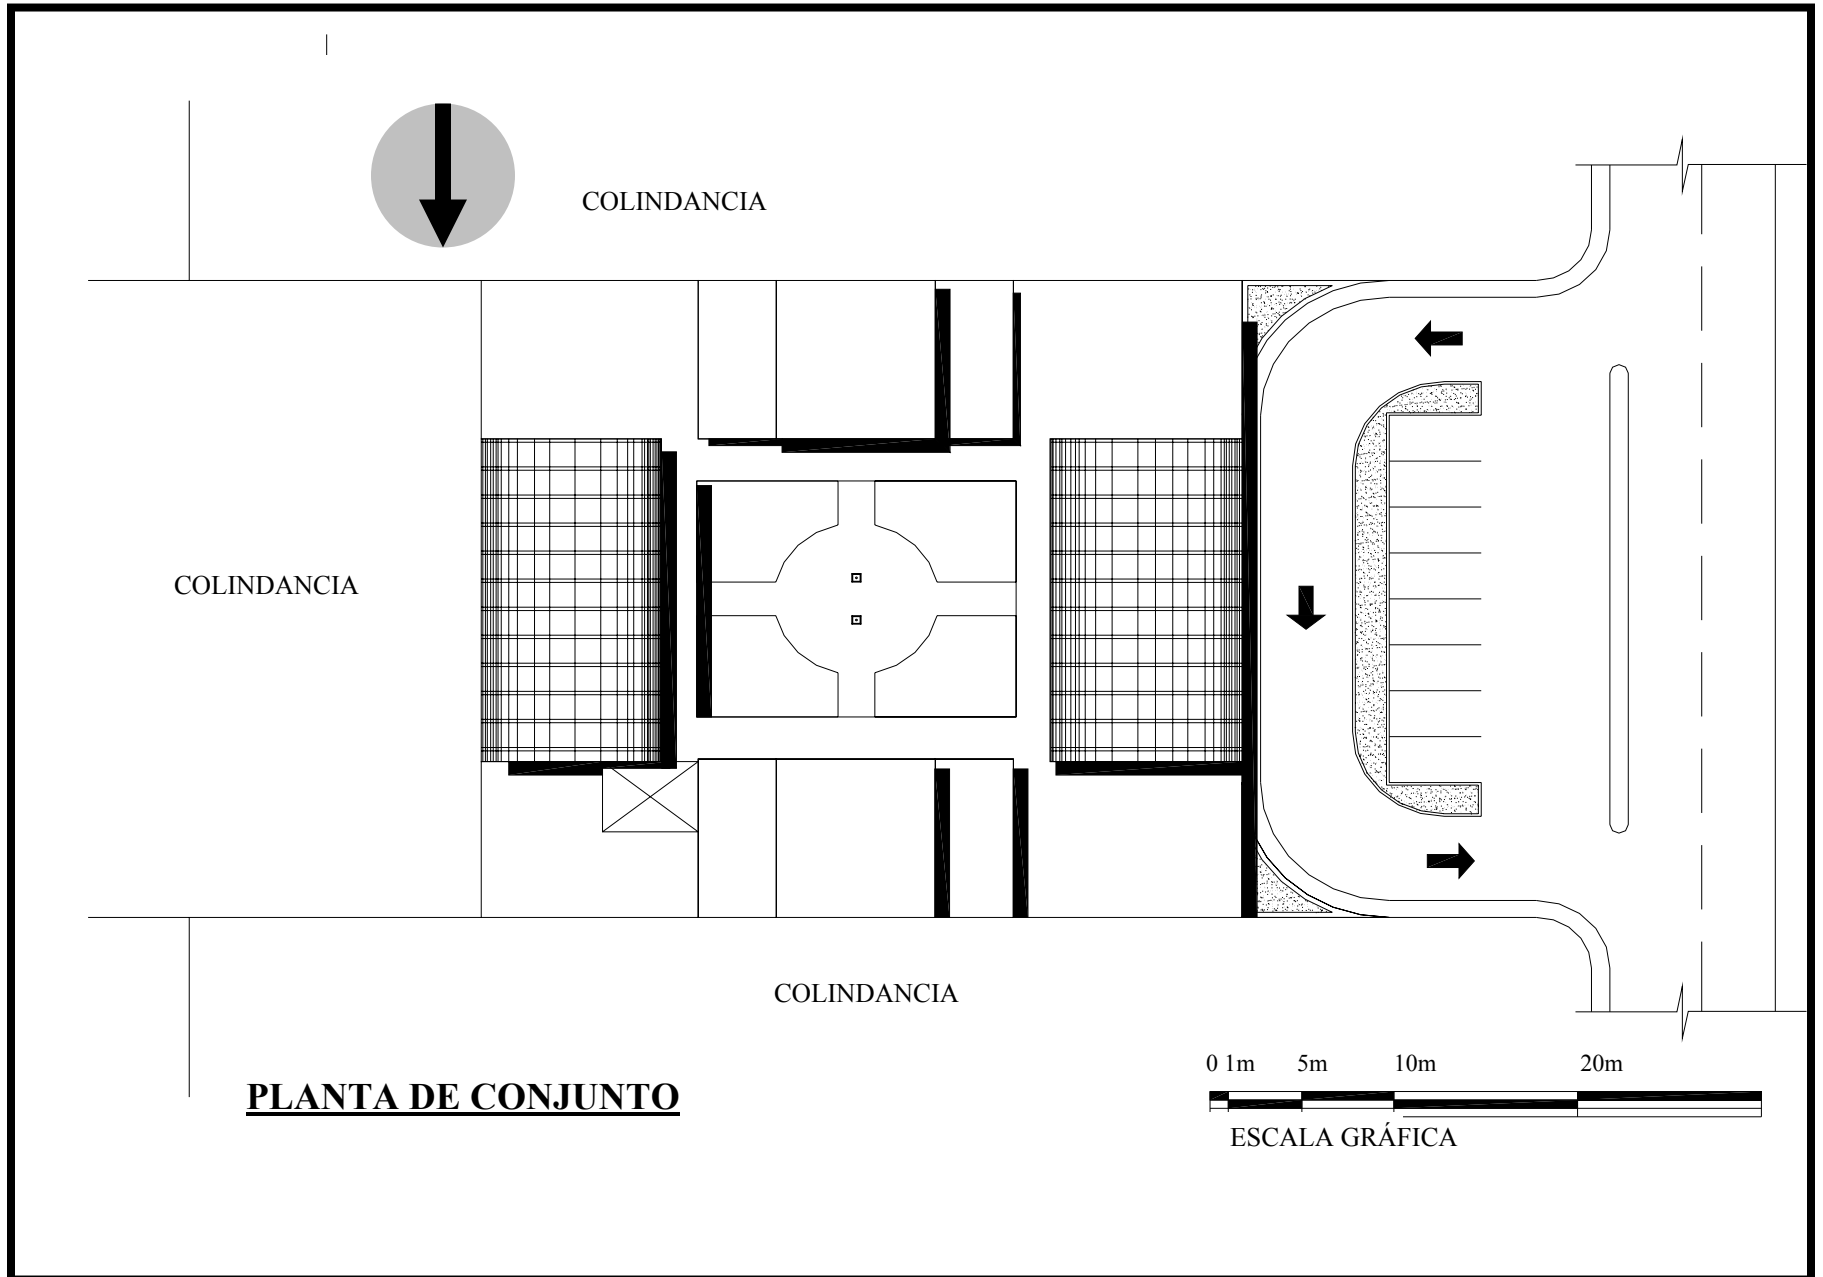 COLINDANCIA
COLINDANCIA
COLINDANCIA
PLANTA DE CONJUNTO
0 1m 5m 10m 20m
ESCALA GRÁFICA